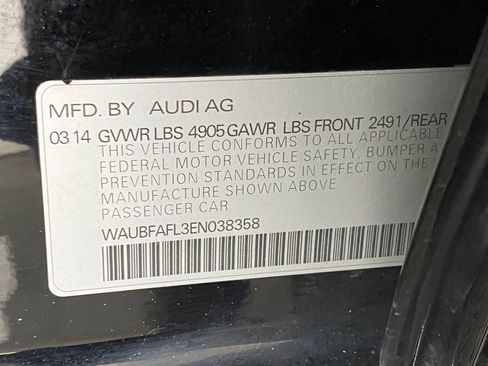 MFD. BY AUDI AG
03 14 GVWR LBS 4905 GAWR LBS FRONT 2491/REAR
THIS VEHICLE CONFORMS TO ALL APPLICABLE
FEDERAL MOTOR VEHICLE SAFETY, BUMPER A
PREVENTION STANDARDS IN EFFECT ON THE
MANUFACTURE SHOWN ABOVE
PASSENGER CAR
WAUBFAFL3EN038358